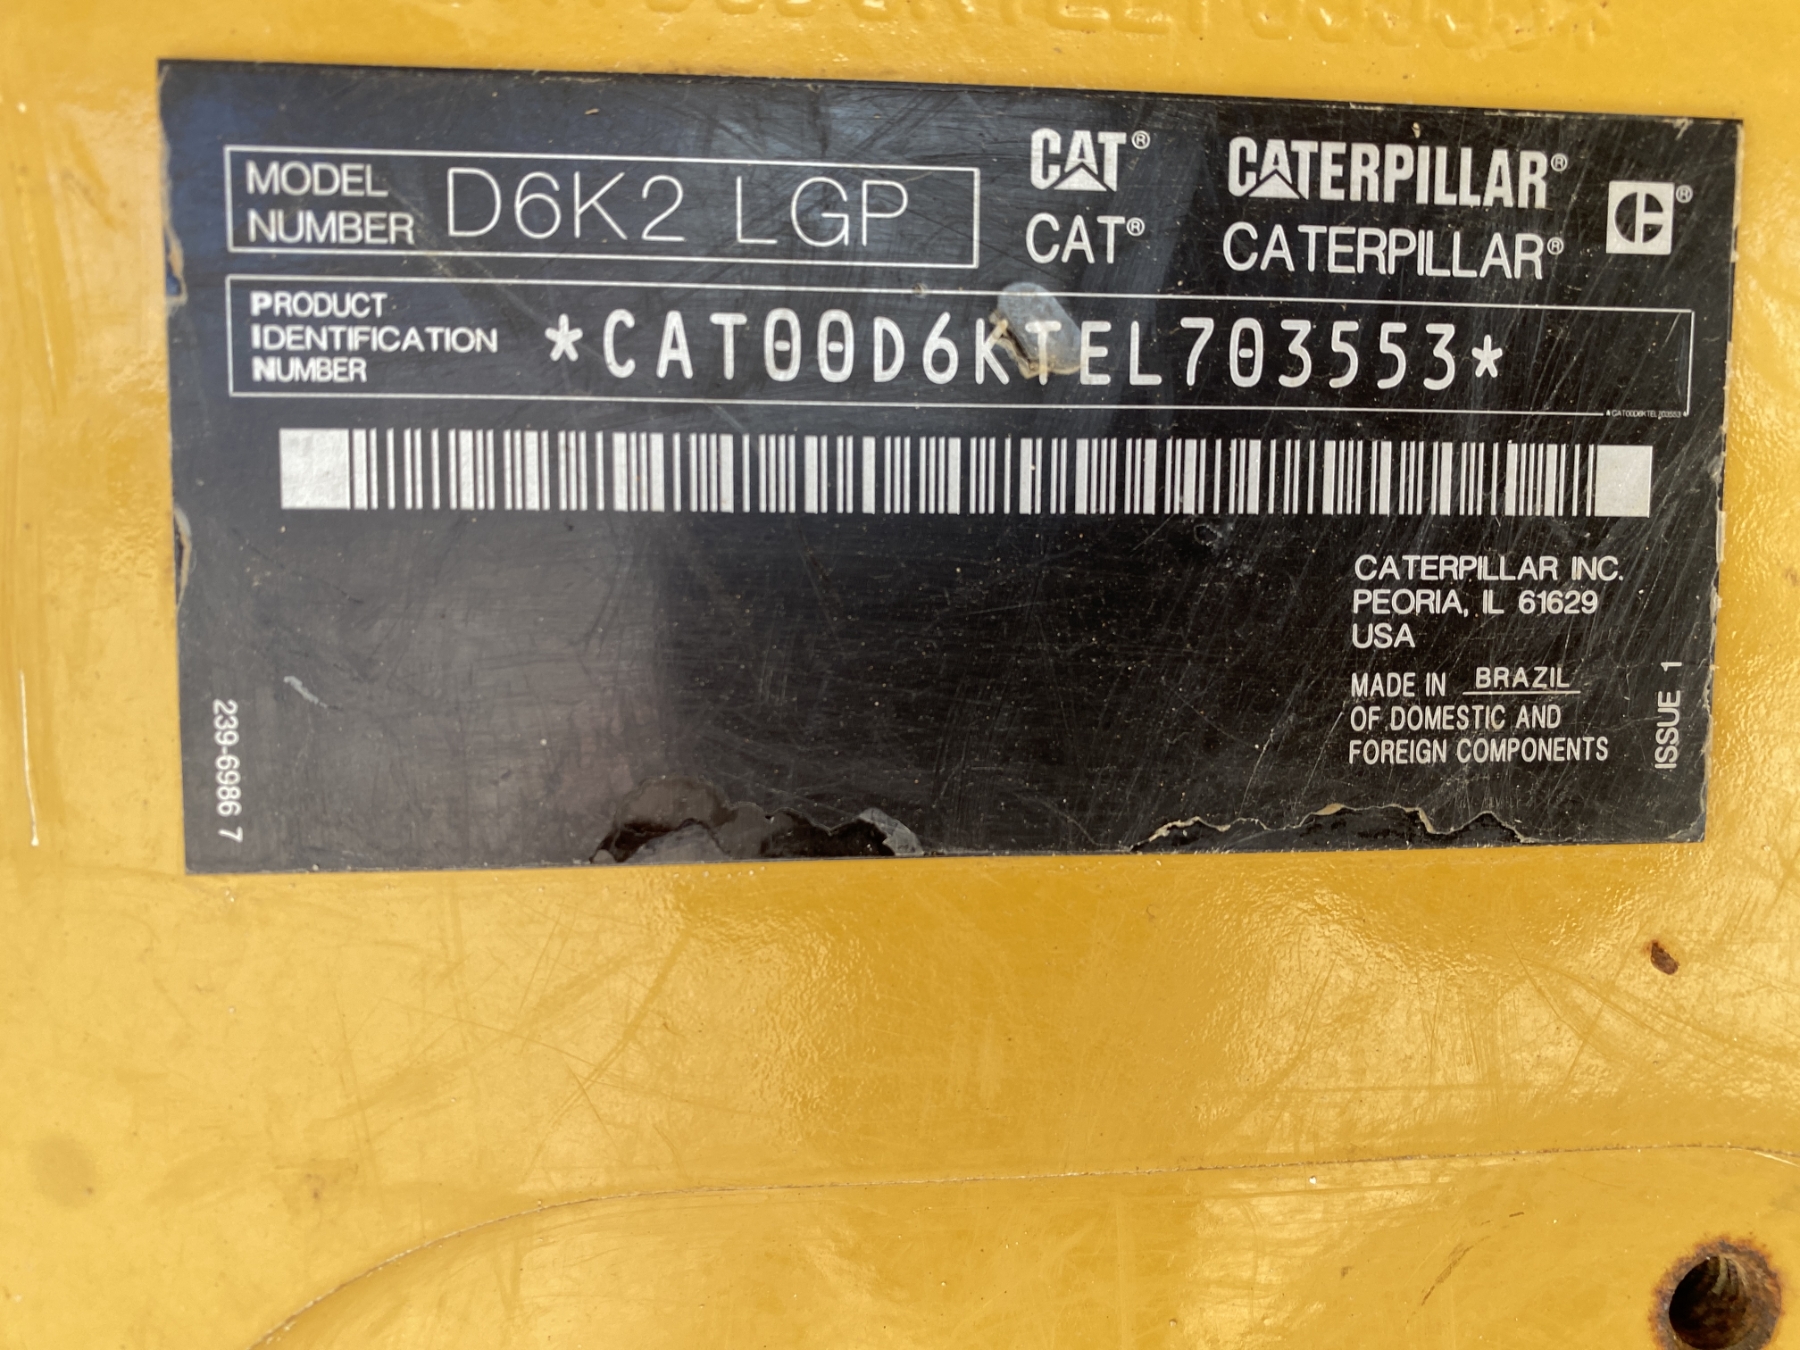 MODEL NUMBER D6K2 LGP
CAT® CATERPILLAR®
CAT® CATERPILLAR®
PRODUCT IDENTIFICATION NUMBER *CAT00D6KTEL703553*
*CAT00D6KTEL703553*
CATERPILLAR INC.
PEORIA, IL 61629
USA
MADE IN BRAZIL
OF DOMESTIC AND
FOREIGN COMPONENTS
ISSUE 1
239-6986 7